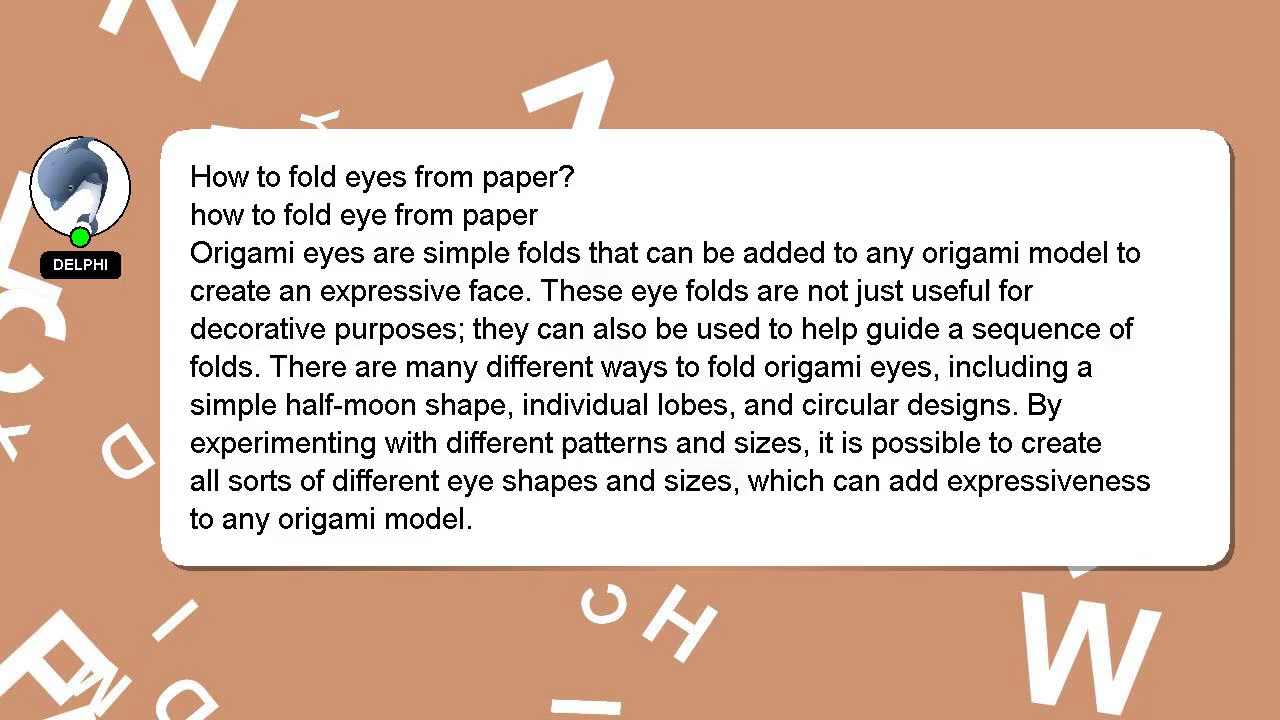 How to fold eyes from paper?
how to fold eye from paper
Origami eyes are simple folds that can be added to any origami model to
create an expressive face. These eye folds are not just useful for
decorative purposes; they can also be used to help guide a sequence of
folds. There are many different ways to fold origami eyes, including a
simple half-moon shape, individual lobes, and circular designs. By
experimenting with different patterns and sizes, it is possible to create
all sorts of different eye shapes and sizes, which can add expressiveness
to any origami model.
DELPHI
Y
D
I
C
H
W
M
D
I